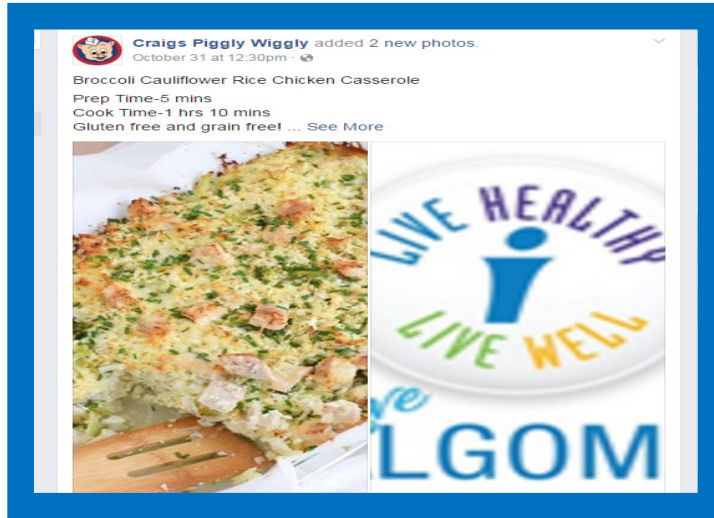 Craigs Piggly Wiggly added 2 new photos.
October 31 at 12:30pm ·
Broccoli Cauliflower Rice Chicken Casserole
Prep Time-5 mins
Cook Time-1 hrs 10 mins
Gluten free and grain free! ... See More
LIVE HEALTHY
i
LIVE WELL
ve
LGOM